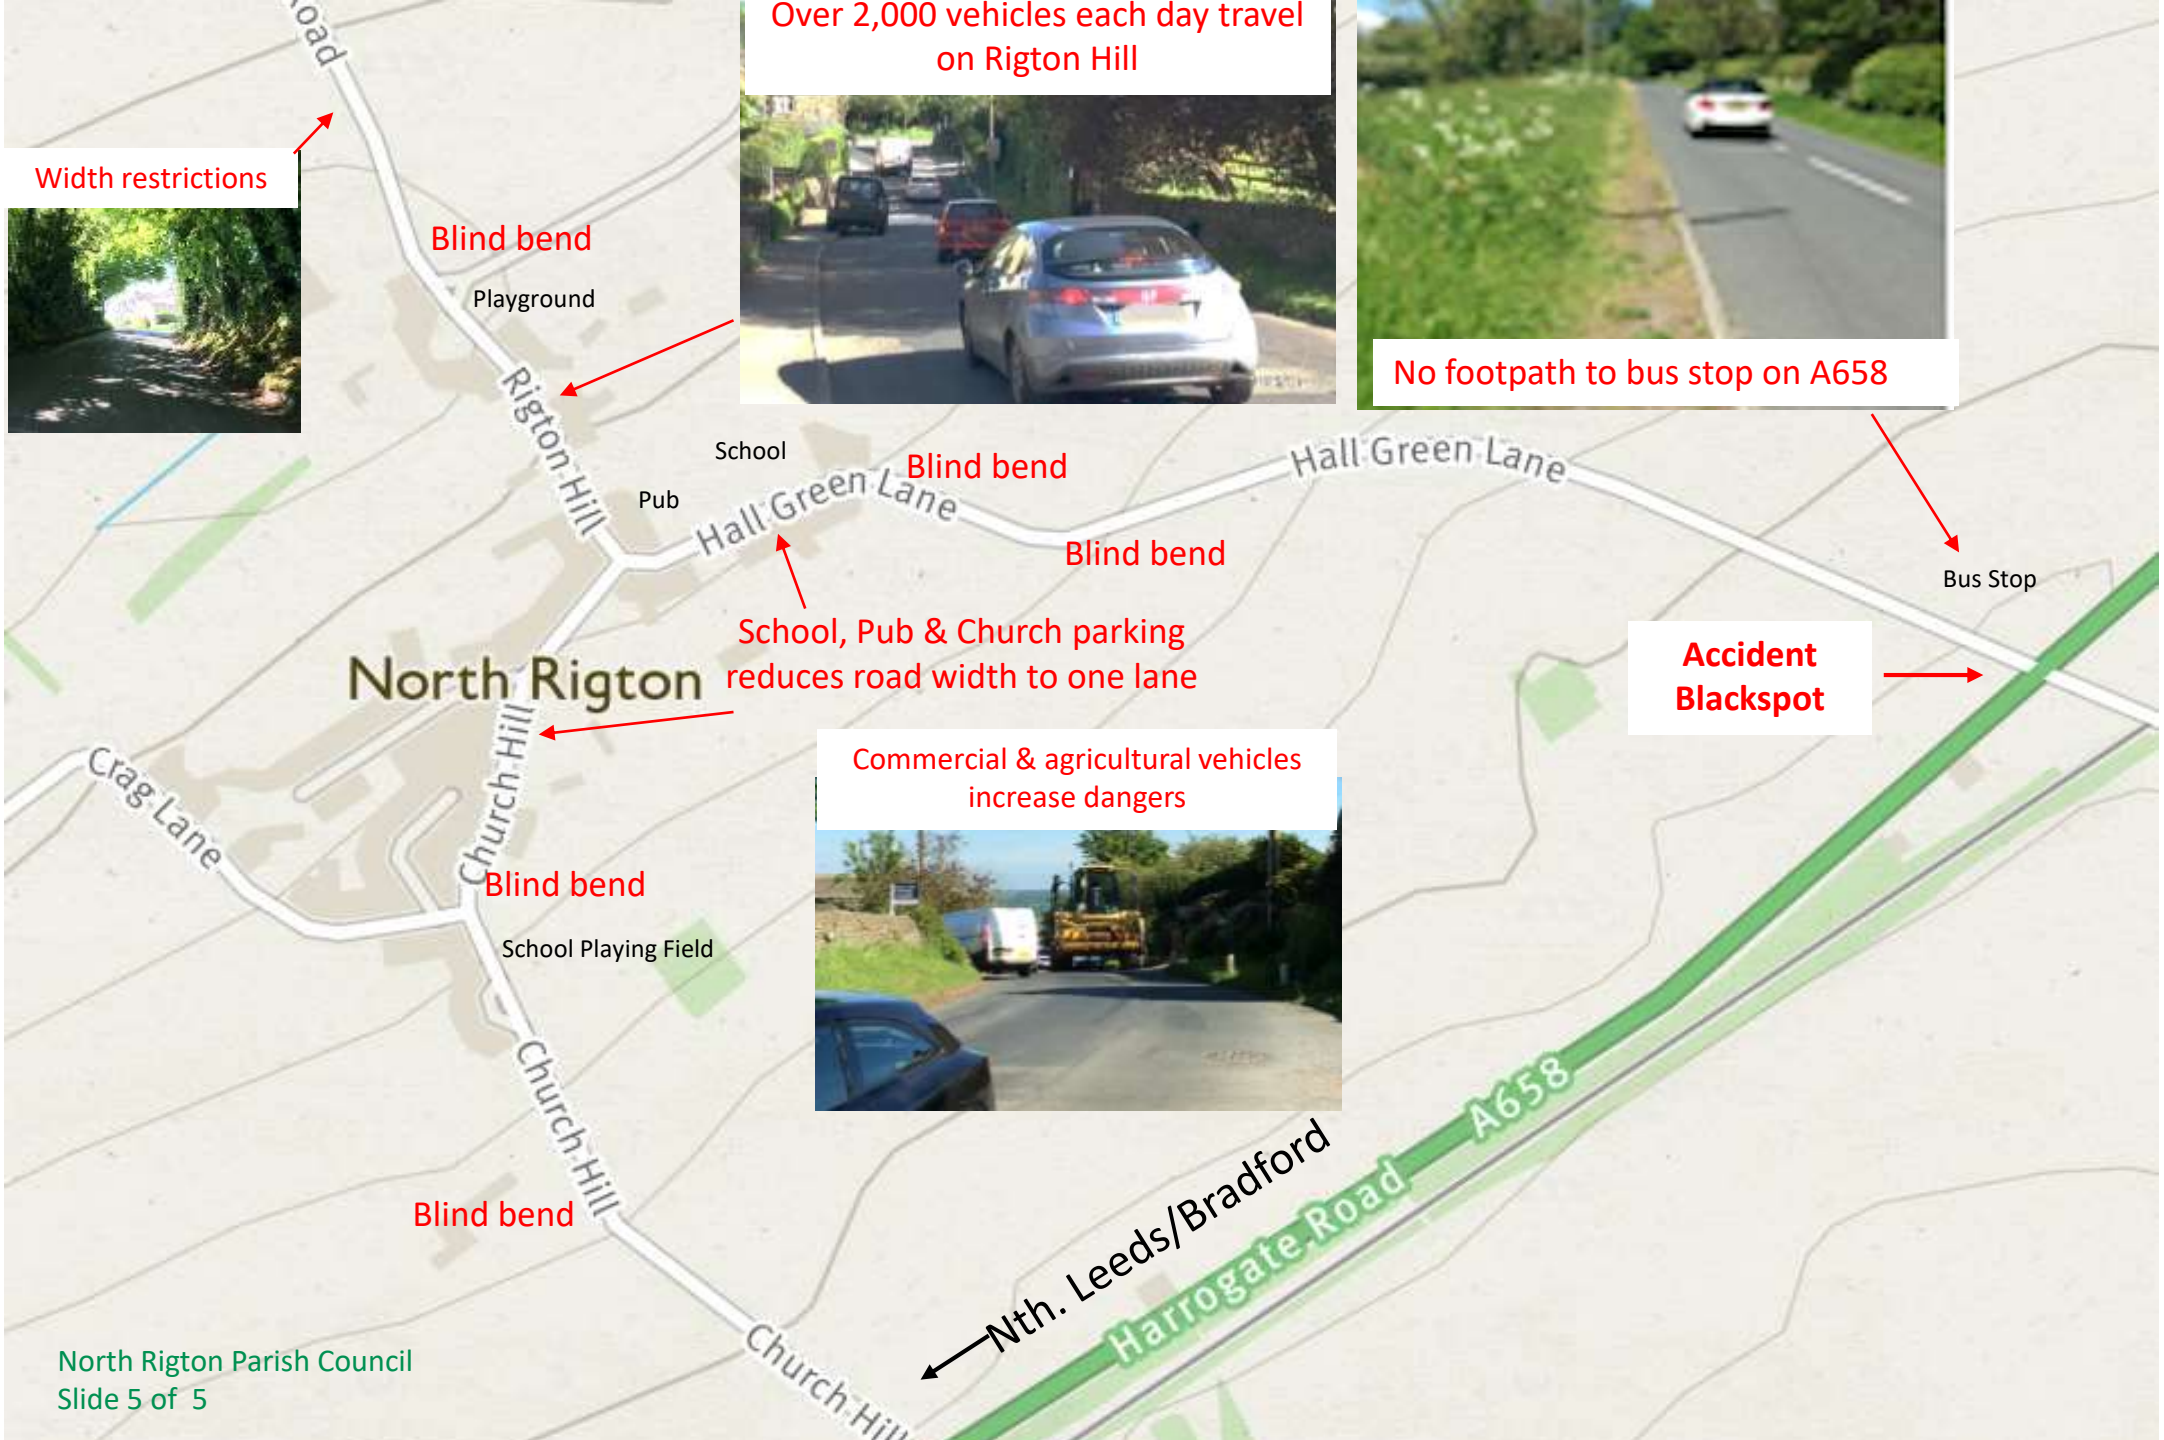 Road
Over 2,000 vehicles each day travel
on Rigton Hill
Width restrictions
Blind bend
Playground
Rigton Hill
No footpath to bus stop on A658
School
Pub
Hall Green Lane
Blind bend
Hall Green Lane
Blind bend
Bus Stop
School, Pub & Church parking
reduces road width to one lane
Accident
Blackspot
North Rigton
Church Hill
Crag Lane
Commercial & agricultural vehicles
increase dangers
Blind bend
School Playing Field
Church Hill
A658
Blind bend
Nth. Leeds/Bradford
Harrogate Road
Church Hill
North Rigton Parish Council
Slide 5 of 5